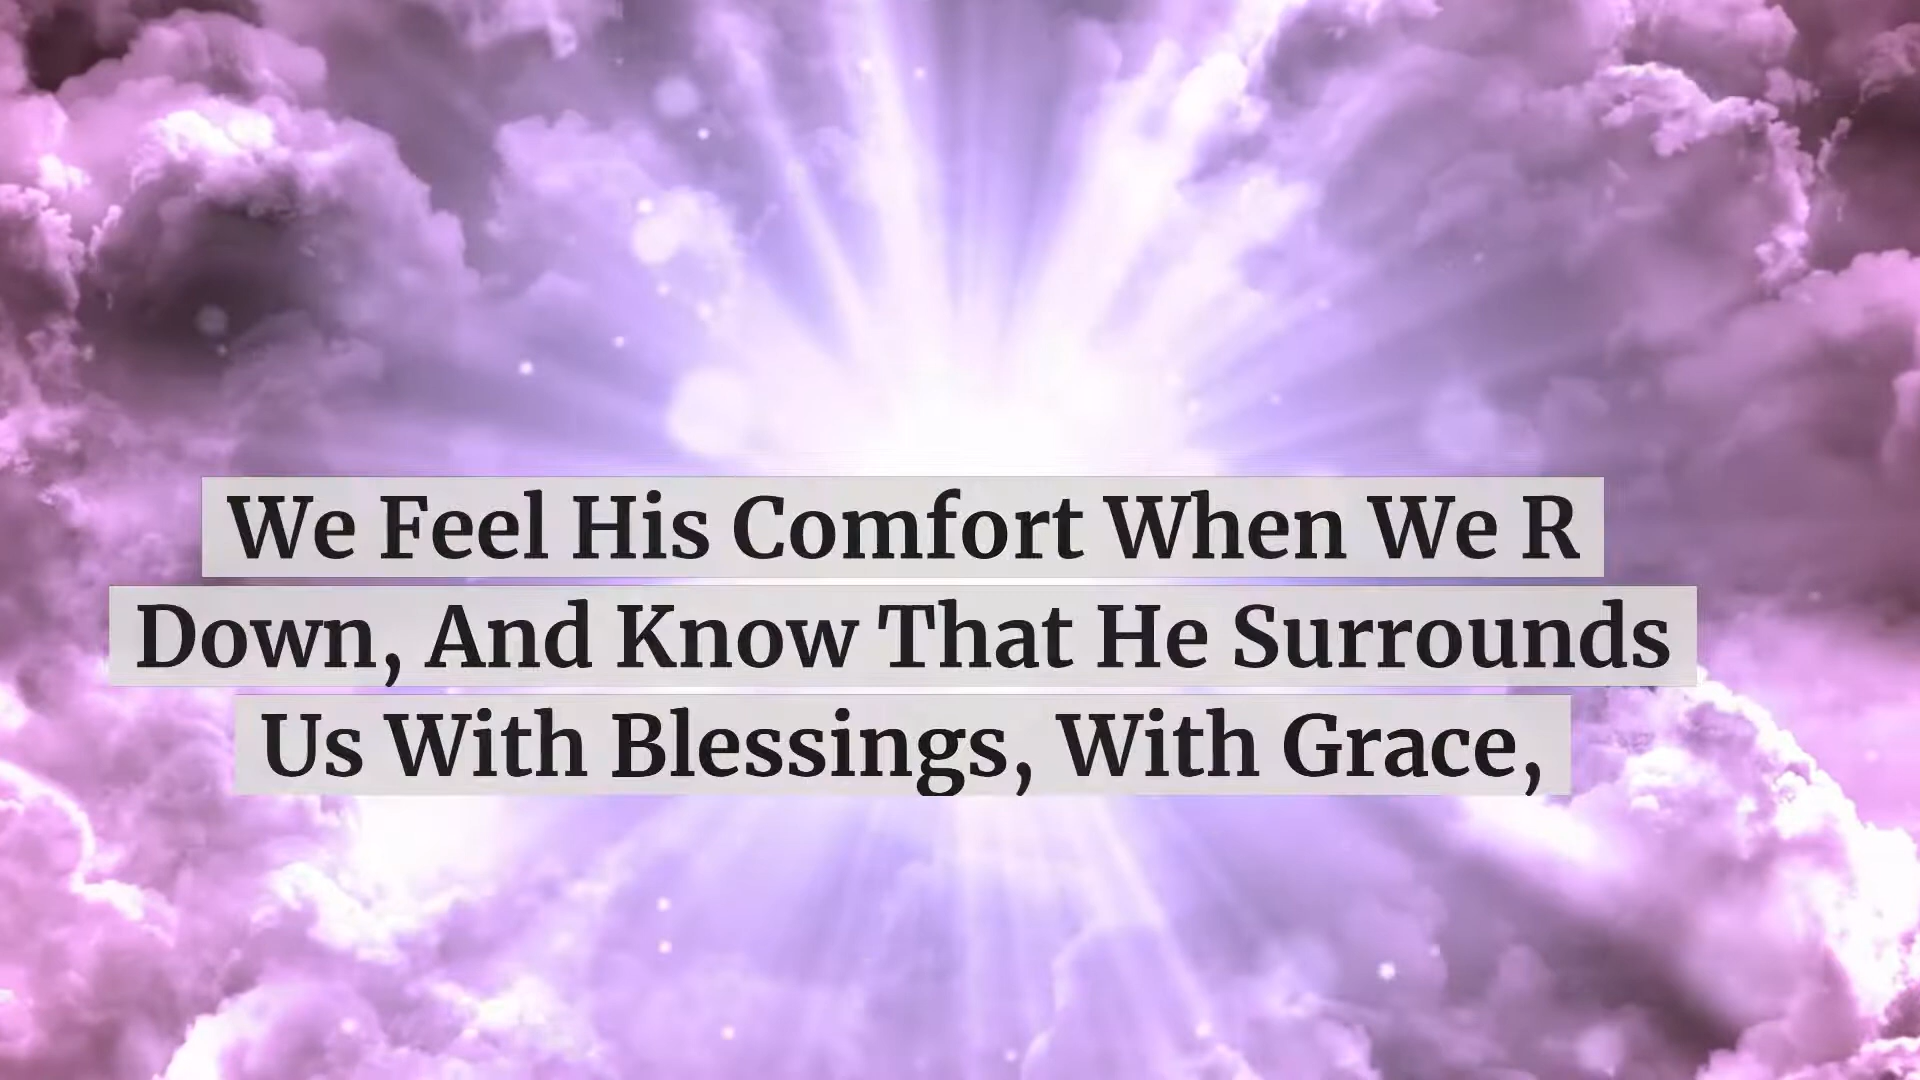 We Feel His Comfort When We R
Down, And Know That He Surrounds
Us With Blessings, With Grace,